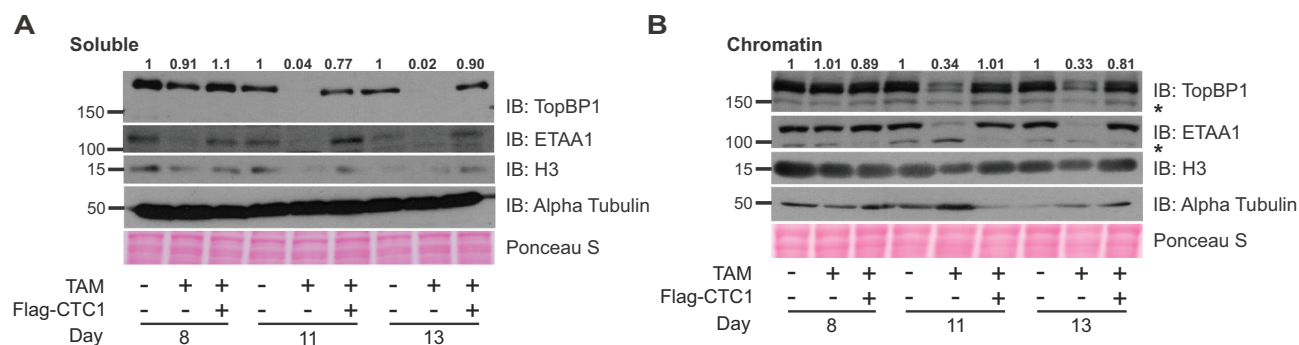 A
Soluble
1 0.91 1.1 1 0.04 0.77 1 0.02 0.90
150
IB: TopBP1
100
IB: ETAA1
15
IB: H3
50
IB: Alpha Tubulin
Ponceau S
TAM - + + - + + - + +
Flag-CTC1 - - + - - + - - +
Day 8 11 13
B
Chromatin
1 1.01 0.89 1 0.34 1.01 1 0.33 0.81
150
IB: TopBP1
*
100
IB: ETAA1
*
15
IB: H3
50
IB: Alpha Tubulin
Ponceau S
TAM - + + - + + - + +
Flag-CTC1 - - + - - + - - +
Day 8 11 13